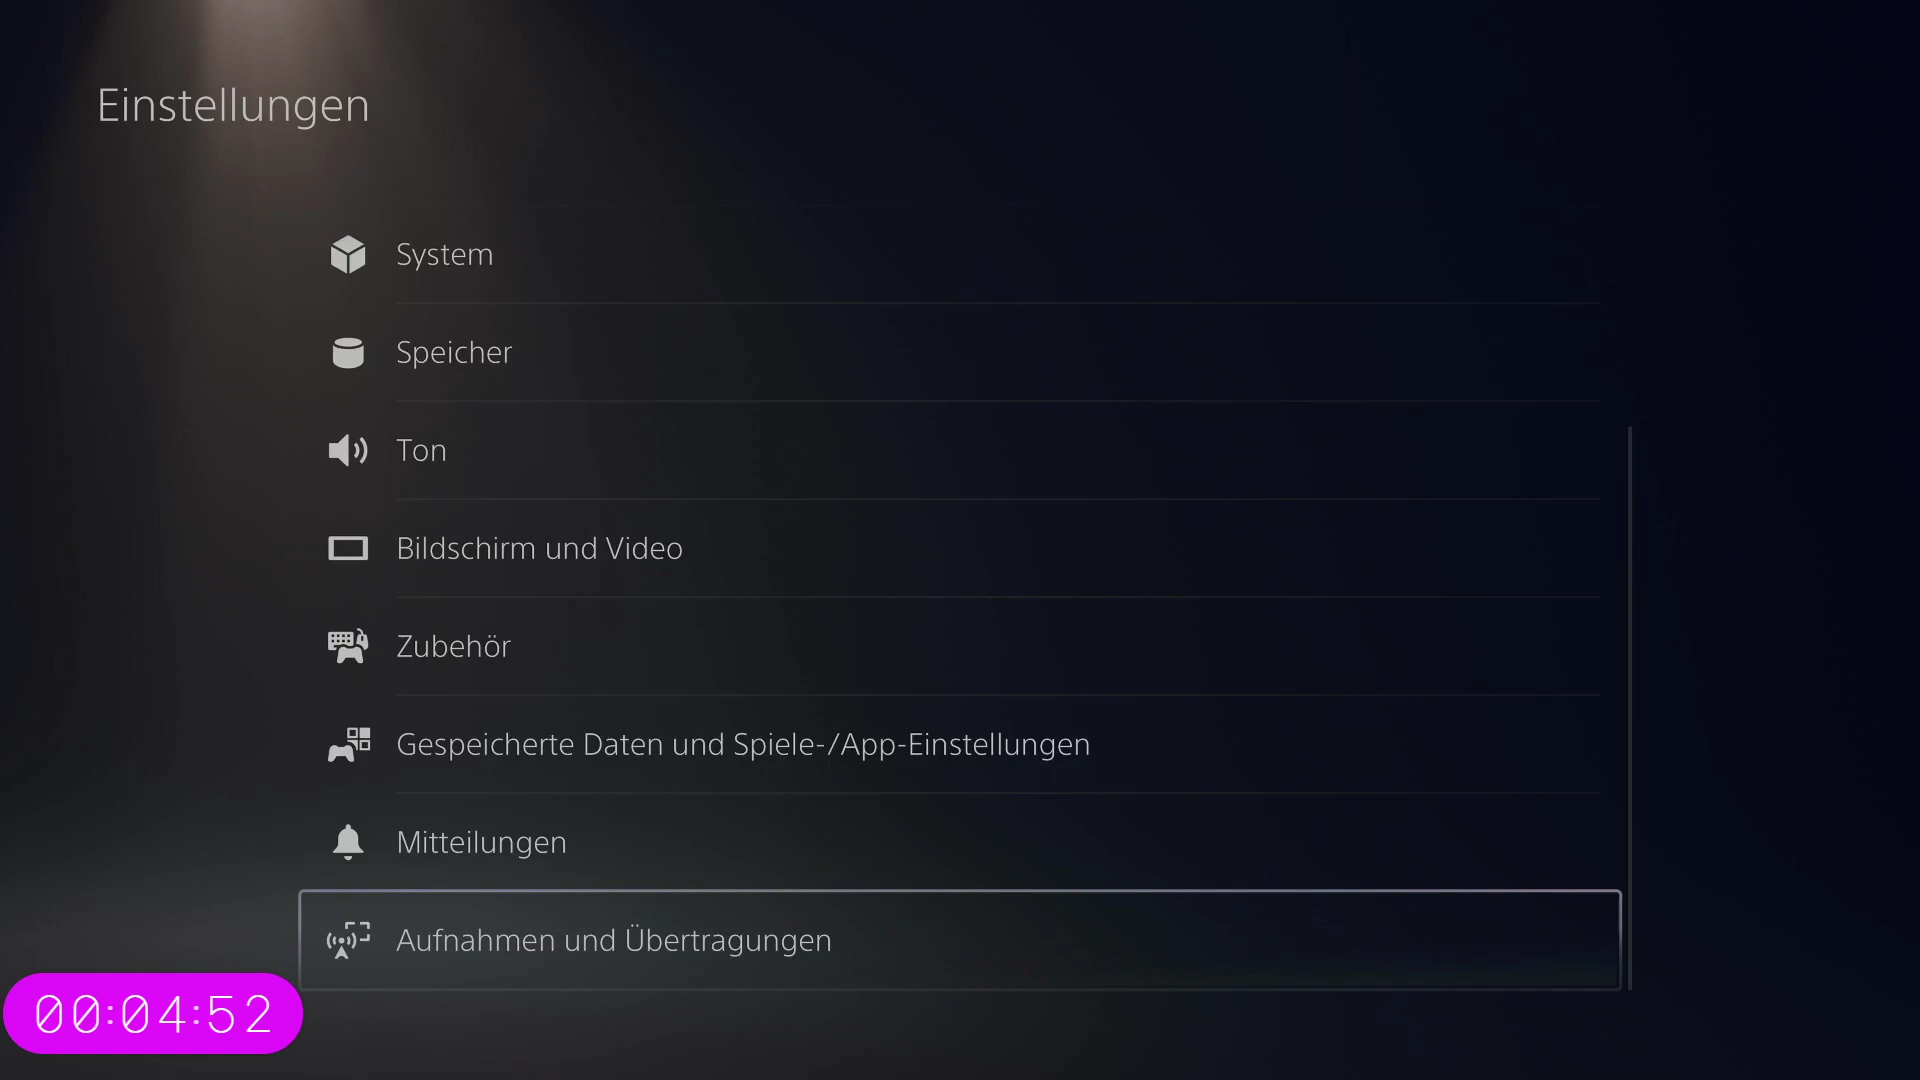 Einstellungen
System
Speicher
Ton
Bildschirm und Video
Zubehör
Gespeicherte Daten und Spiele-/App-Einstellungen
Mitteilungen
Aufnahmen und Übertragungen
00:04:52